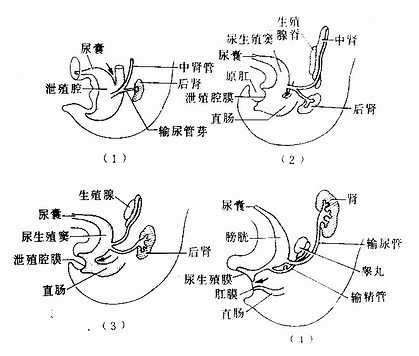 尿囊
中肾管
后肾
泄殖腔
输尿管芽
(1)
生殖
腺脊
尿生殖窦
尿囊
原肛
泄殖腔膜
直肠
中肾
后肾
(2)
生殖腺
尿囊
尿生殖窦
泄殖腔膜
直肠
后肾
(3)
尿囊
膀胱
尿生殖膜
肛膜
直肠
肾
输尿管
睾丸
输精管
(4)